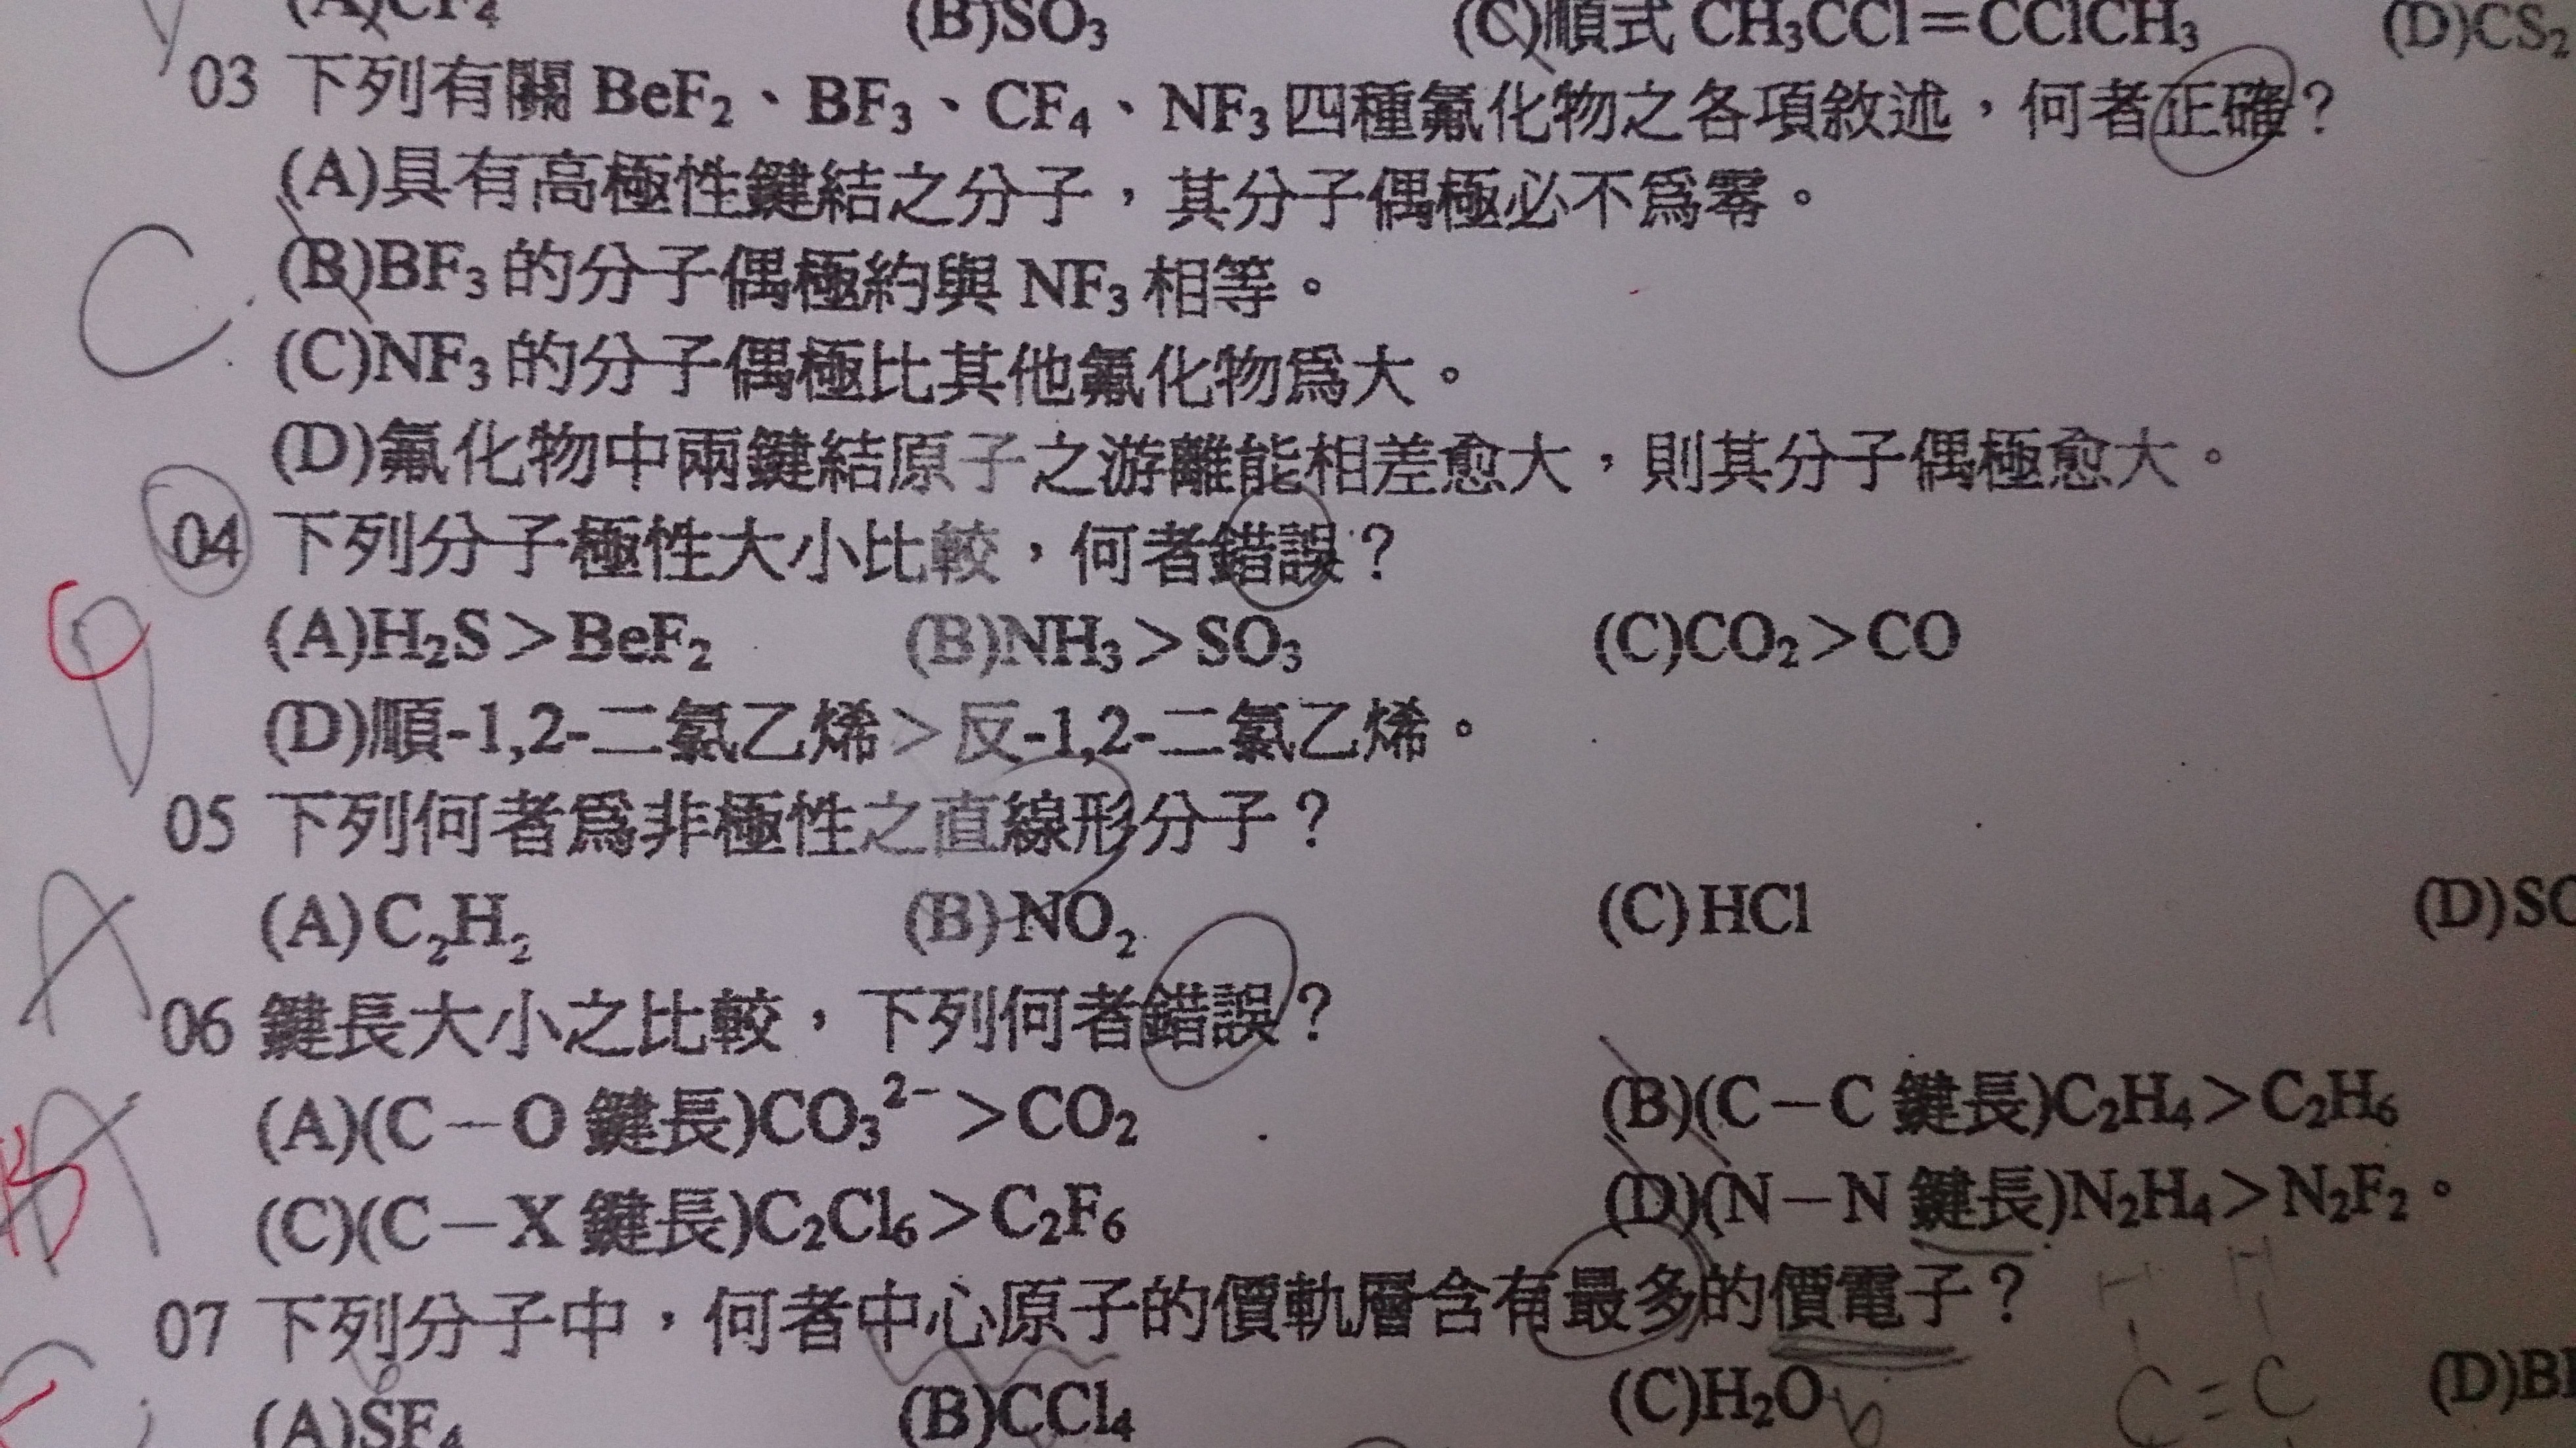 (A)CF₄ (B)SO₃ (C)順式 CH₃CCl=CClCH₃ (D)CS₂
03 下列有關 BeF₂、BF₃、CF₄、NF₃ 四種氟化物之各項敘述，何者正確？
(A)具有高極性鍵結之分子，其分子偶極必不爲零。
(B)BF₃ 的分子偶極約與 NF₃ 相等。
C
(C)NF₃ 的分子偶極比其他氟化物爲大。
(D)氟化物中兩鍵結原子之游離能相差愈大，則其分子偶極愈大。
04 下列分子極性大小比較，何者錯誤？
C
(A)H₂S＞BeF₂ (B)NH₃＞SO₃ (C)CO₂＞CO
(D)順-1,2-二氯乙烯＞反-1,2-二氯乙烯。
05 下列何者爲非極性之直線形分子？
A
(A) C₂H₂ (B) NO₂ (C) HCl (D)
06 鍵長大小之比較，下列何者錯誤？
A B
(A)(C－O 鍵長)CO₃²⁻＞CO₂ (B)(C－C 鍵長)C₂H₄＞C₂H₆
(C)(C－X 鍵長)C₂Cl₆＞C₂F₆ (D)(N－N 鍵長)N₂H₄＞N₂F₂。
07 下列分子中，何者中心原子的價軌層含有最多的價電子？
H H
C=C
(A)SF₄ (B)CCl₄ (C)H₂O (D)